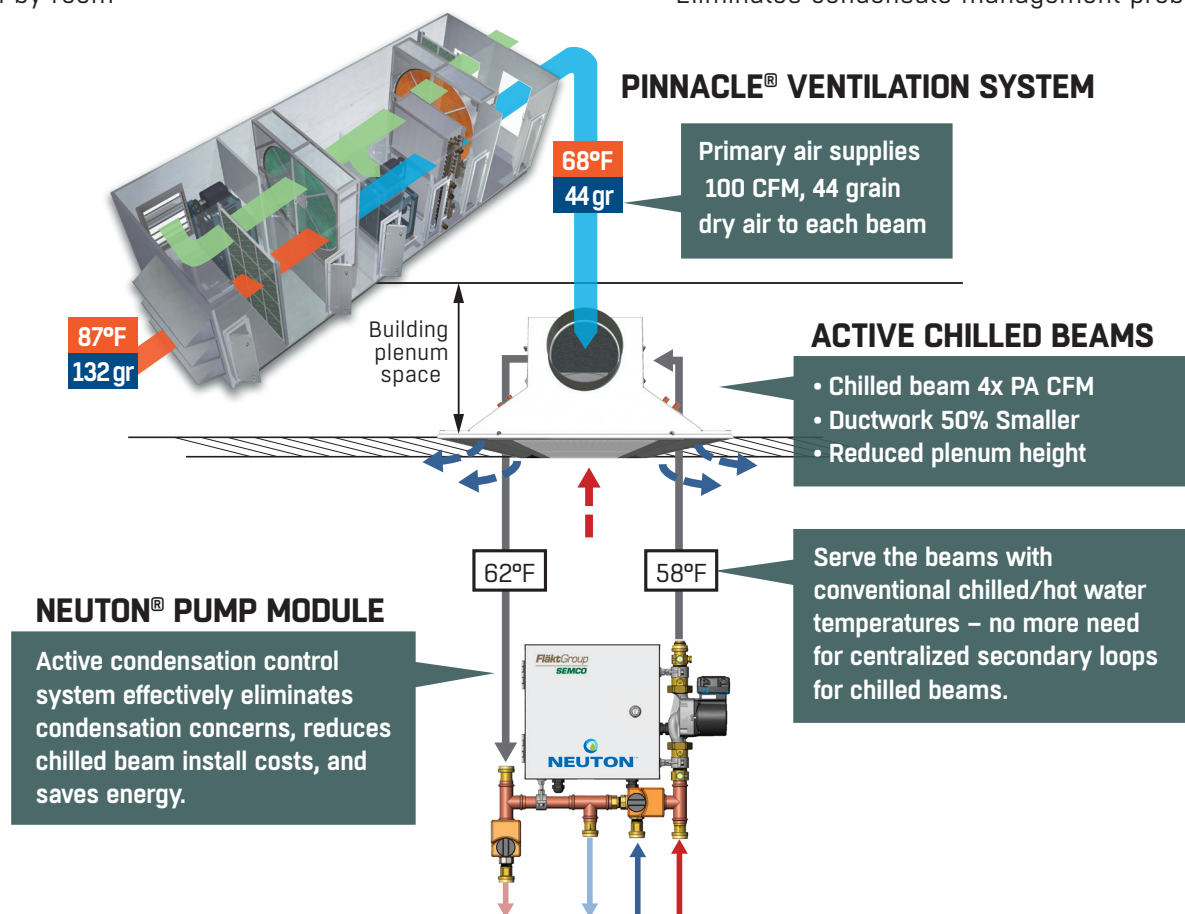 by room
PINNACLE® VENTILATION SYSTEM
68ºF
44 gr
Primary air supplies
100 CFM, 44 grain
dry air to each beam
87ºF
132 gr
Building
plenum
space
ACTIVE CHILLED BEAMS
• Chilled beam 4x PA CFM
• Ductwork 50% Smaller
• Reduced plenum height
62ºF
58ºF
Serve the beams with
conventional chilled/hot water
temperatures – no more need
for centralized secondary loops
for chilled beams.
NEUTON® PUMP MODULE
Active condensation control
system effectively eliminates
condensation concerns, reduces
chilled beam install costs, and
saves energy.
FläktGroup
SEMCO
NEUTON